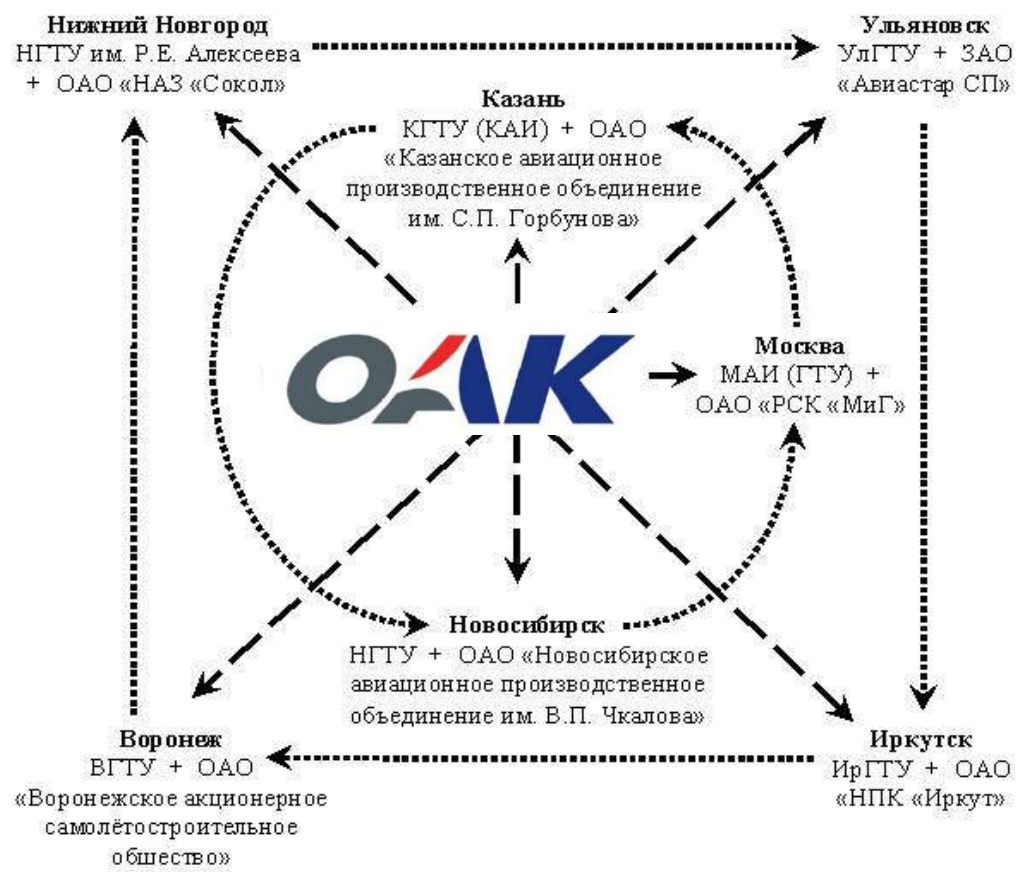 Нижний Новгород
НГТУ им. Р.Е. Алексеева
+ ОАО «НАЗ «Сокол»
Ульяновск
УлГТУ + ЗАО
«Авиастар СП»
Казань
КГТУ (КАИ) + ОАО
«Казанское авиационное
производственное объединение
им. С.П. Горбунова»
ОАК
Москва
МАИ (ГТУ) +
ОАО «РСК «МиГ»
Новосибирск
НГТУ + ОАО «Новосибирское
авиационное производственное
объединение им. В.П. Чкалова»
Воронеж
ВГТУ + ОАО
«Воронежское акционерное
самолётостроительное
общество»
Иркутск
ИрГТУ + ОАО
«НПК «Иркут»